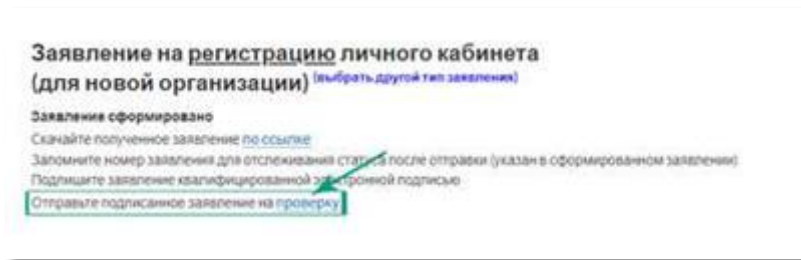 Заявление на регистрацию личного кабинета
(для новой организации) (выбрать другой тип заявления)
Заявление сформировано
Скачайте полученное заявление по ссылке
Запомните номер заявления для отслеживания статуса после отправки (указан в сформированном заявлении)
Подпишите заявление квалифицированной электронной подписью
Отправьте подписанное заявление на проверку